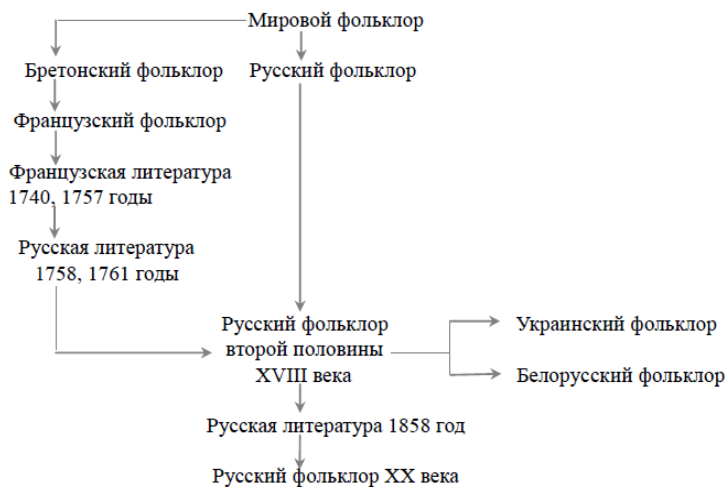 Мировой фольклор
Бретонский фольклор
Русский фольклор
Французский фольклор
Французская литература
1740, 1757 годы
Русская литература
1758, 1761 годы
Русский фольклор
второй половины
XVIII века
Украинский фольклор
Белорусский фольклор
Русская литература 1858 год
Русский фольклор XX века